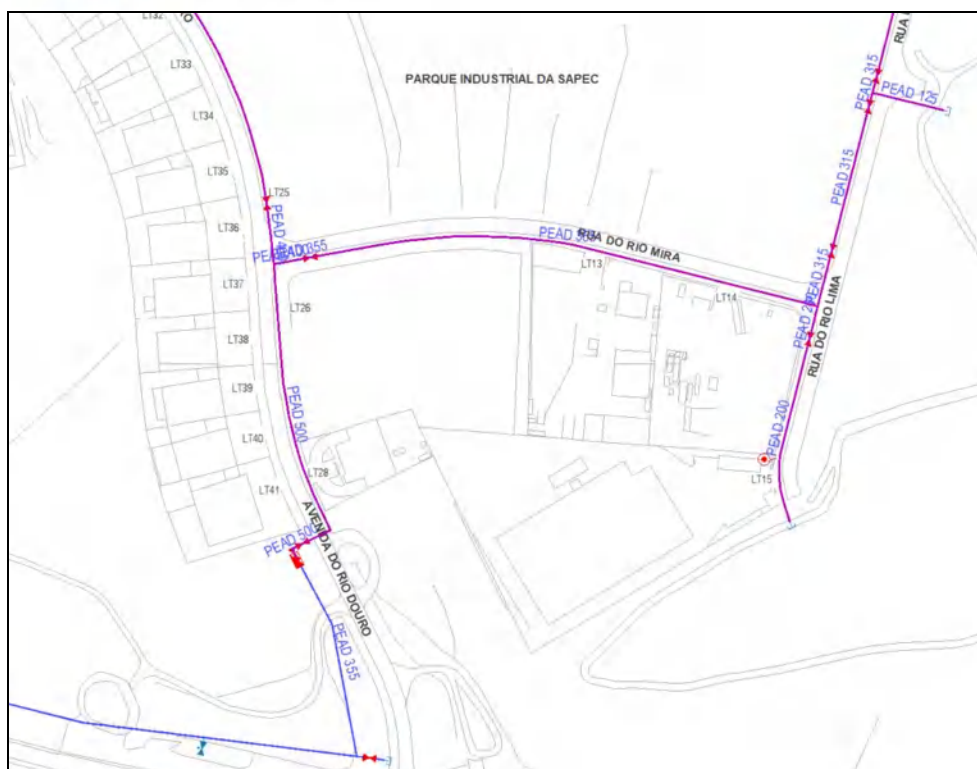 LT32
LT33
PARQUE INDUSTRIAL DA SAPEC
PEAD 315
PEAD 125
LT34
LT35
PEAD 315
LT25
LT36
RUA DO RIO MIRA
LT37
LT13
PEAD 315
LT26
LT14
RUA DO RIO LIMA
LT38
LT39
PEAD 500
PEAD 200
LT40
LT28
LT15
LT41
AVENIDA DO RIO DOURO
PEAD 500
PEAD 355